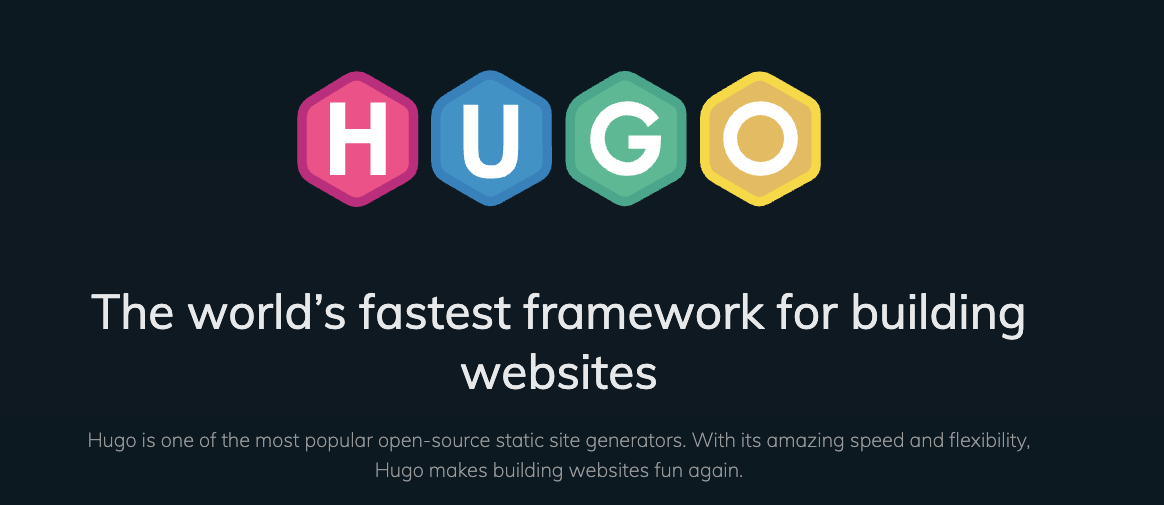 HUGO
The world’s fastest framework for building
websites
Hugo is one of the most popular open-source static site generators. With its amazing speed and flexibility,
Hugo makes building websites fun again.